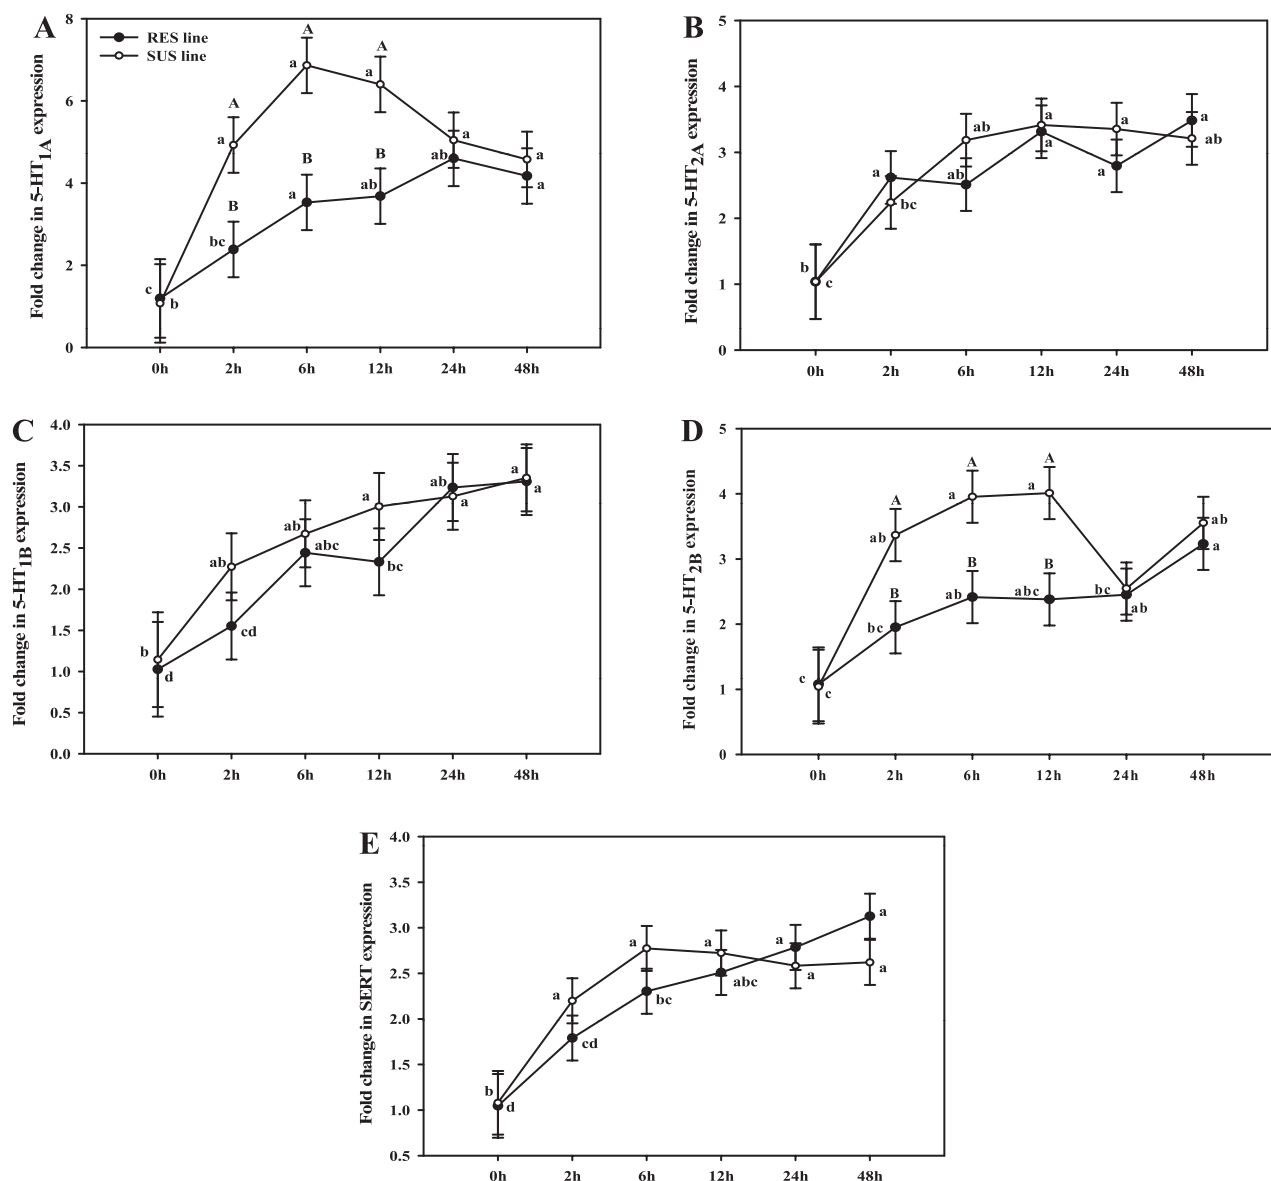 A
Fold change in 5-HT1A expression
8
6
4
2
0
RES line
SUS line
A
A
A
a
a
a
a
a
B
B
B
bc
a
ab
ab
a
c
b
0h 2h 6h 12h 24h 48h
B
Fold change in 5-HT2A expression
5
4
3
2
1
0
b
c
a
bc
ab
ab
a
a
a
a
a
ab
0h 2h 6h 12h 24h 48h
C
Fold change in 5-HT1B expression
4.0
3.5
3.0
2.5
2.0
1.5
1.0
0.5
0.0
b
d
ab
cd
ab
abc
a
bc
ab
a
a
a
0h 2h 6h 12h 24h 48h
D
Fold change in 5-HT2B expression
5
4
3
2
1
0
c
c
A
ab
B
bc
A
a
B
ab
A
a
B
abc
bc
ab
ab
a
0h 2h 6h 12h 24h 48h
E
Fold change in SERT expression
4.0
3.5
3.0
2.5
2.0
1.5
1.0
0.5
b
d
a
cd
a
bc
a
abc
a
a
a
a
0h 2h 6h 12h 24h 48h